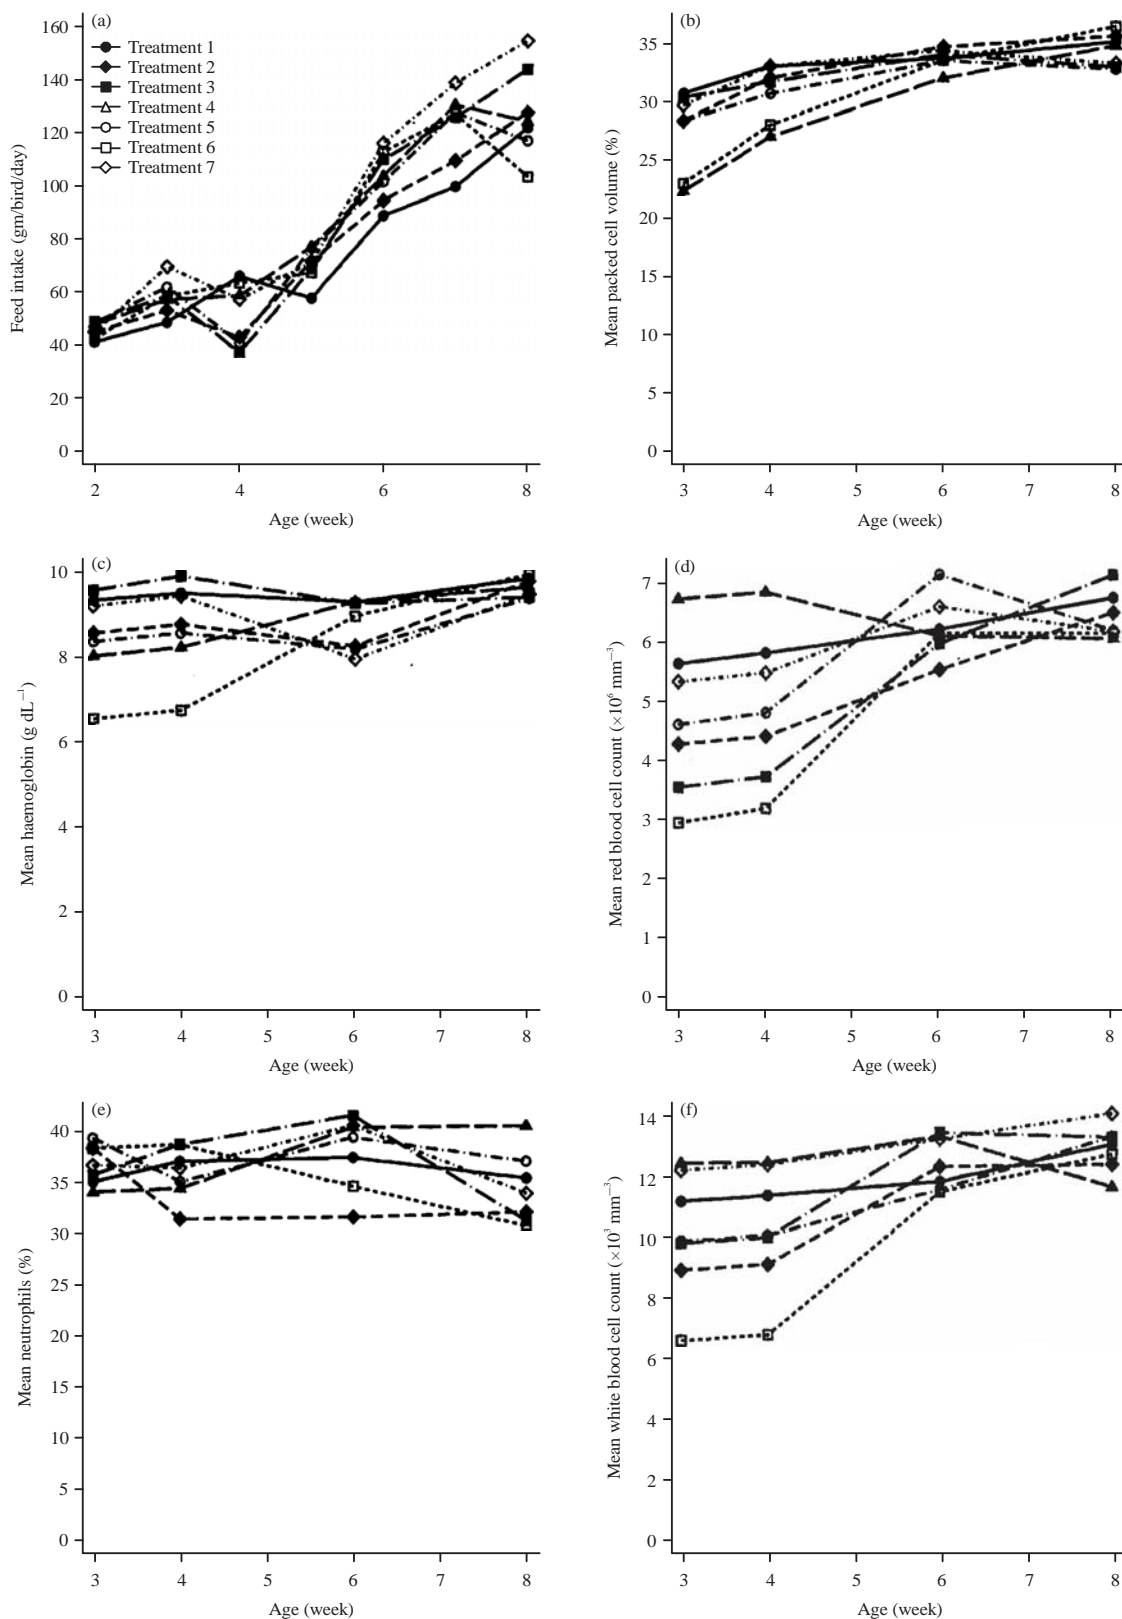 (a)
160
140
120
100
80
60
40
20
0
Feed intake (gm/bird/day)
Treatment 1
Treatment 2
Treatment 3
Treatment 4
Treatment 5
Treatment 6
Treatment 7
2 4 6 8
Age (week)
(b)
35
30
25
20
15
10
5
0
Mean packed cell volume (%)
3 4 5 6 7 8
Age (week)
(c)
10
8
6
4
2
0
Mean haemoglobin (g dL⁻¹)
3 4 5 6 7 8
Age (week)
(d)
7
6
5
4
3
2
1
0
Mean red blood cell count (×10⁶ mm⁻³)
3 4 5 6 7 8
Age (week)
(e)
40
35
30
25
20
15
10
5
0
Mean neutrophils (%)
3 4 5 6 7 8
Age (week)
(f)
14
12
10
8
6
4
2
0
Mean white blood cell count (×10³ mm⁻³)
3 4 5 6 7 8
Age (week)